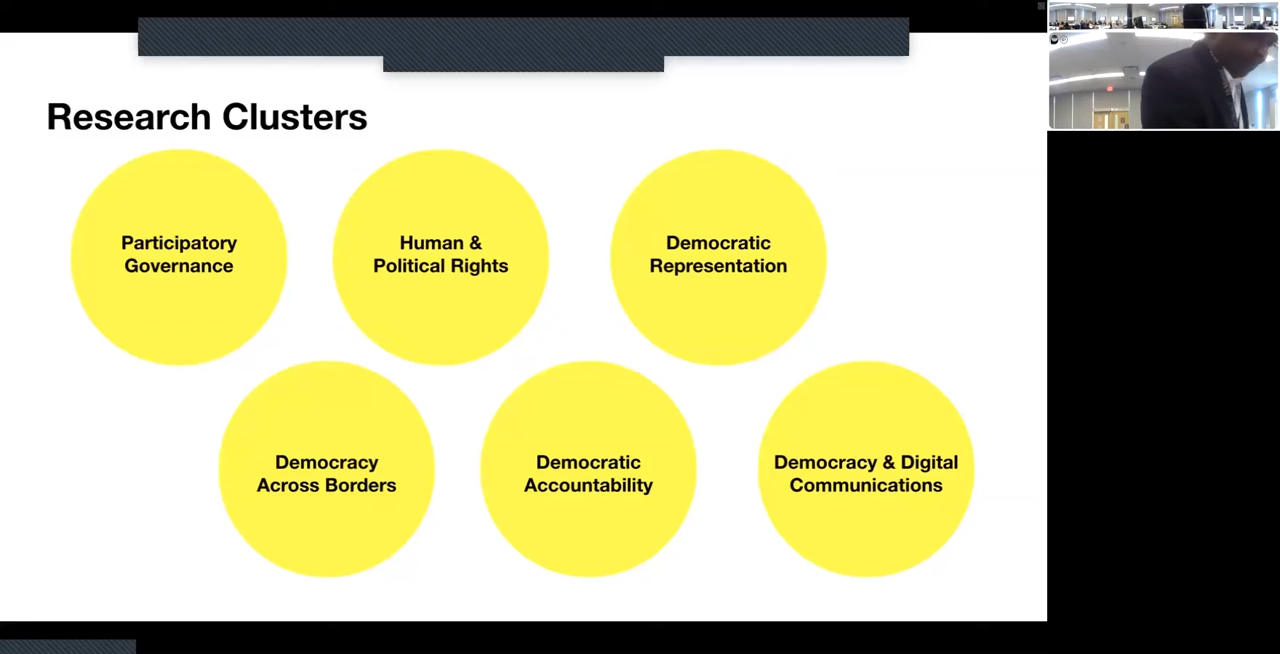 Research Clusters
Participatory
Governance
Human &
Political Rights
Democratic
Representation
Democracy
Across Borders
Democratic
Accountability
Democracy & Digital
Communications